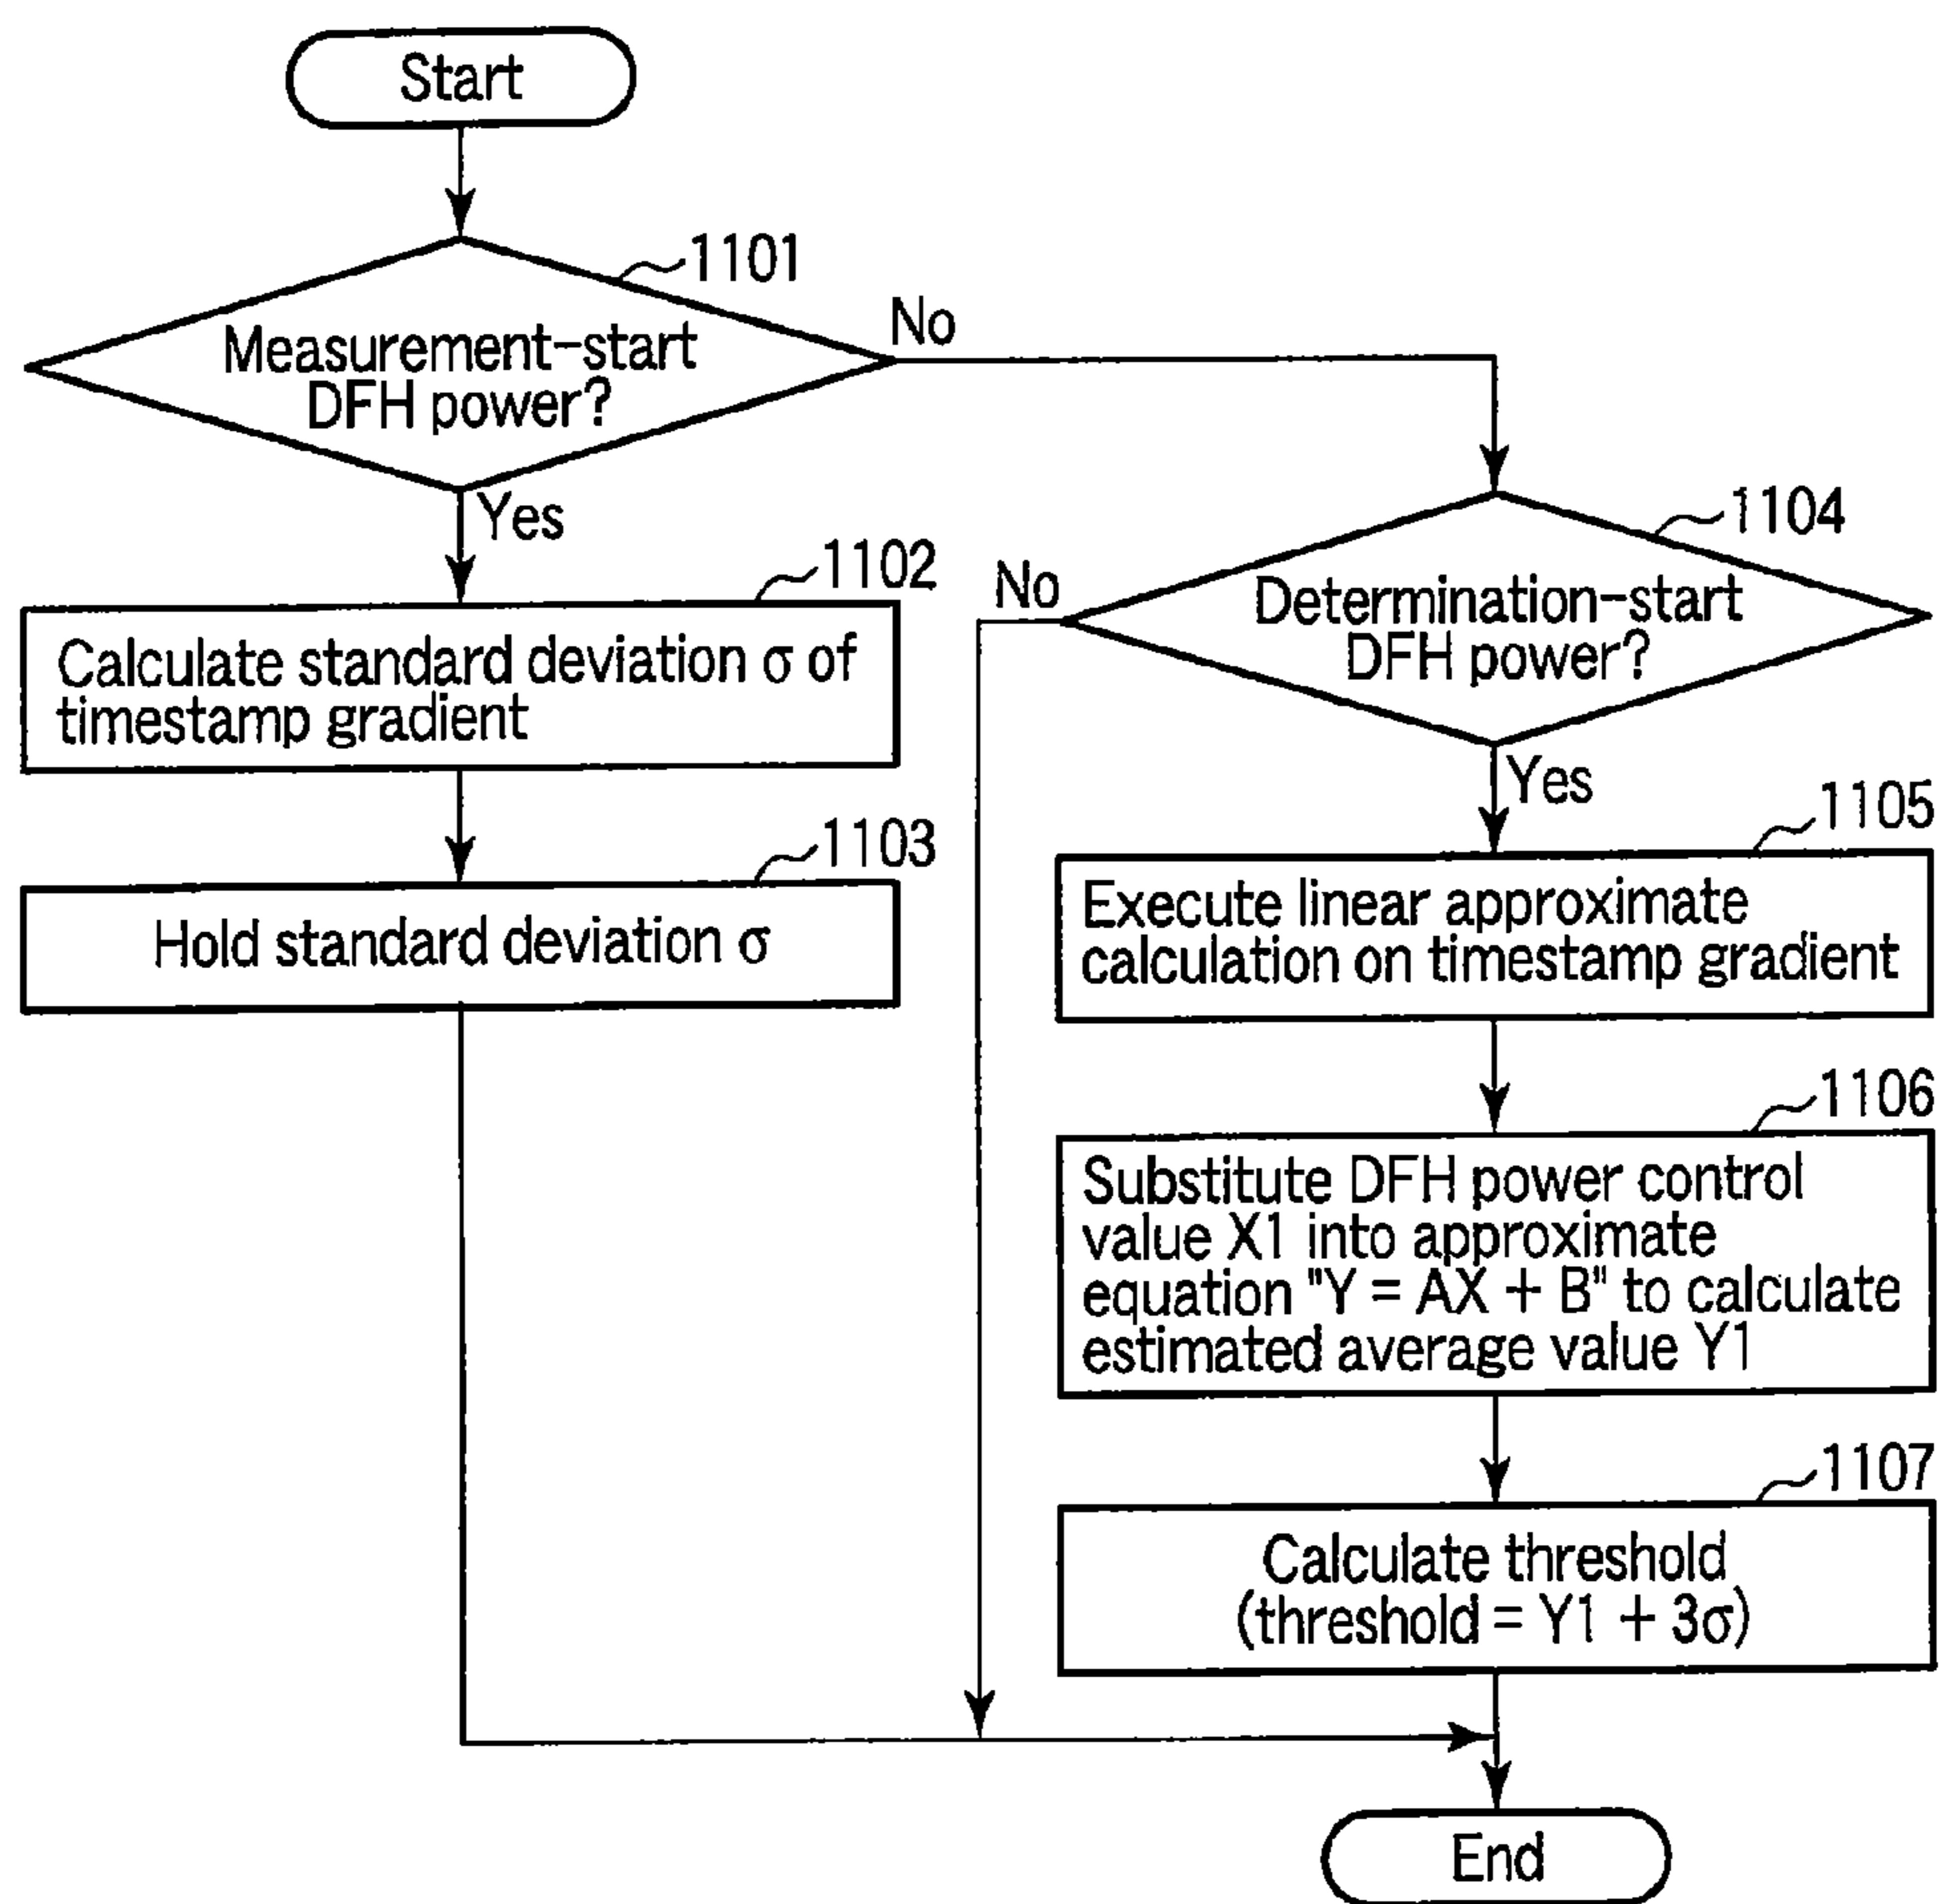 Start
1101
Measurement-start
DFH power?
No
Yes
1102
Calculate standard deviation σ of
timestamp gradient
1103
Hold standard deviation σ
1104
Determination-start
DFH power?
No
Yes
1105
Execute linear approximate
calculation on timestamp gradient
1106
Substitute DFH power control
value X1 into approximate
equation "Y = AX + B" to calculate
estimated average value Y1
1107
Calculate threshold
(threshold = Y1 + 3σ)
End